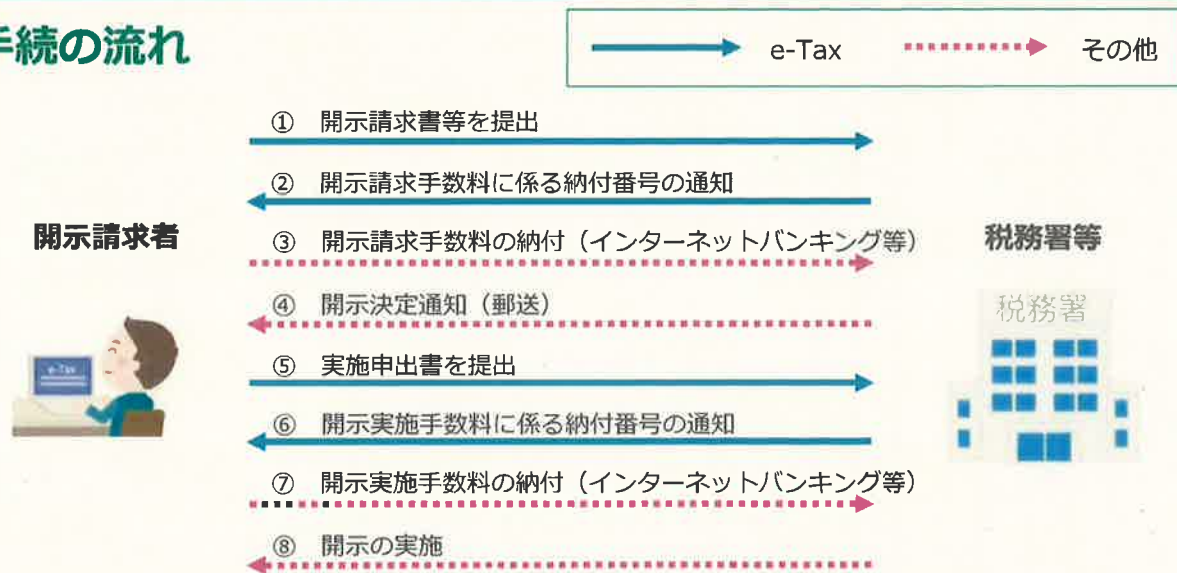 手続の流れ
e-Tax
その他
① 開示請求書等を提出
② 開示請求手数料に係る納付番号の通知
開示請求者
③ 開示請求手数料の納付（インターネットバンキング等）
税務署等
④ 開示決定通知（郵送）
税務署
e-Tax
⑤ 実施申出書を提出
⑥ 開示実施手数料に係る納付番号の通知
⑦ 開示実施手数料の納付（インターネットバンキング等）
⑧ 開示の実施